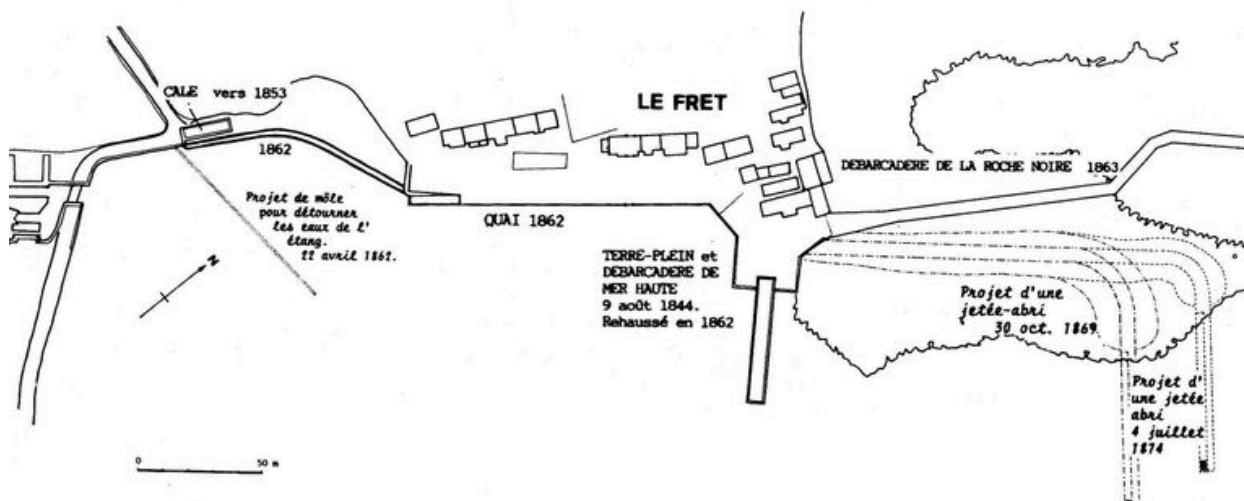 CALE vers 1853
LE FRET
1862
DEBARCADERE DE LA ROCHE NOIRE 1863
Projet de môle
pour détourner
les eaux de l'
étang.
22 avril 1862.
QUAI 1862
N
TERRE-PLEIN et
DEBARCADERE DE
MER HAUTE
9 août 1844.
Rehaussé en 1862
Projet d'une
jetée-abri
30 oct. 1869
Projet d'
une jetée
abri
4 juillet
1874
0 50 m